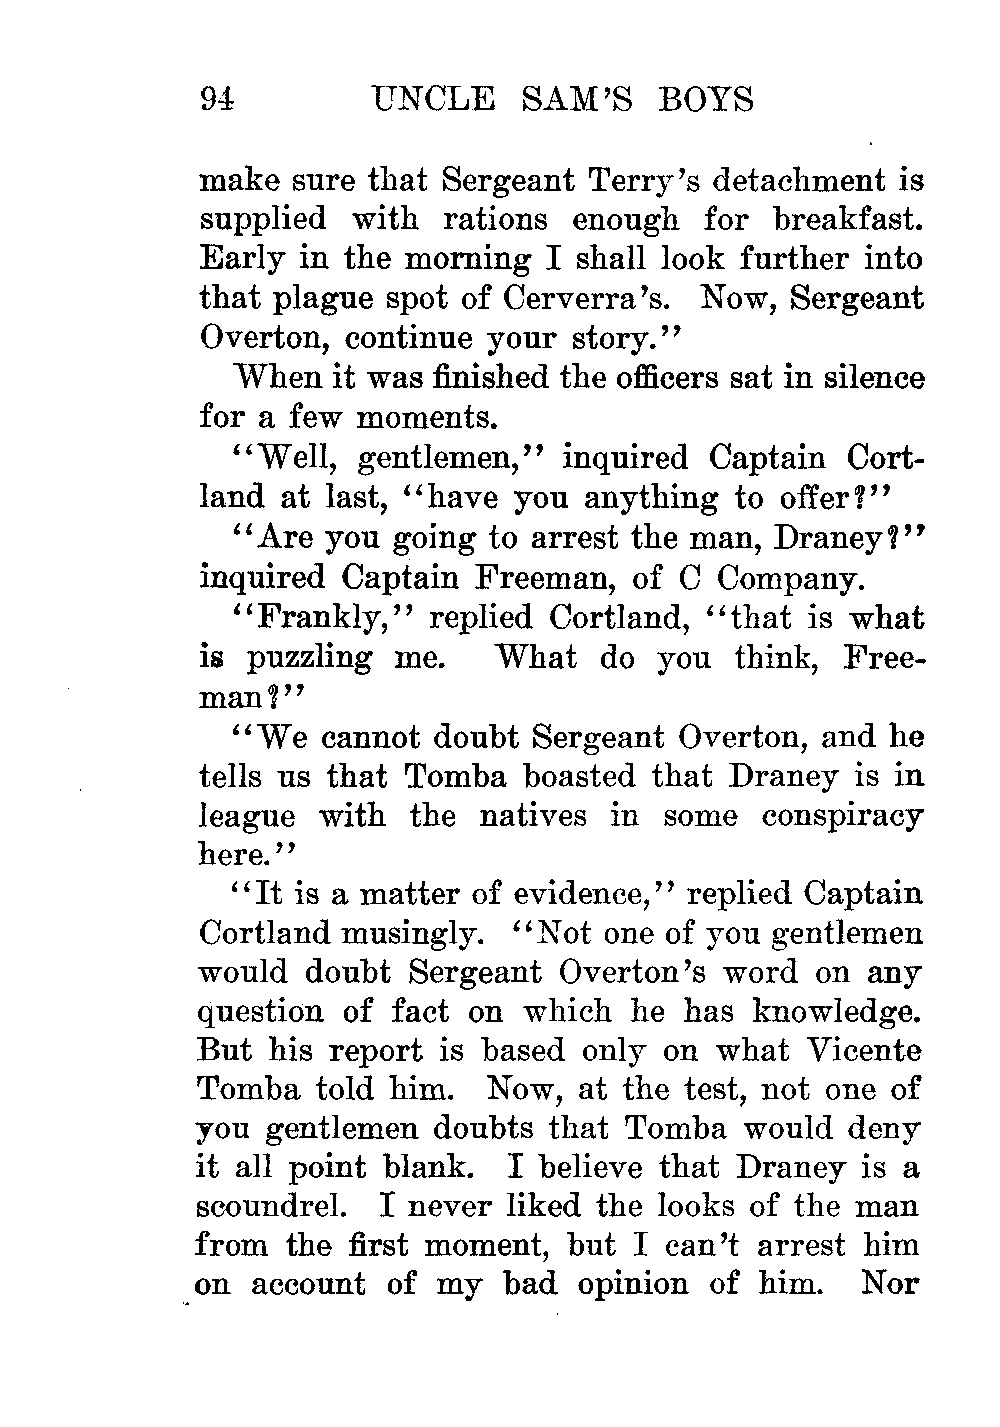 94 UNCLE SAM'S BOYS
make sure that Sergeant Terry's detachment is
supplied with rations enough for breakfast.
Early in the morning I shall look further into
that plague spot of Cerverra's. Now, Sergeant
Overton, continue your story."
When it was finished the officers sat in silence
for a few moments.
"Well, gentlemen," inquired Captain Cort-
land at last, "have you anything to offer?"
"Are you going to arrest the man, Draney?"
inquired Captain Freeman, of C Company.
"Frankly," replied Cortland, "that is what
is puzzling me. What do you think, Free-
man?"
"We cannot doubt Sergeant Overton, and he
tells us that Tomba boasted that Draney is in
league with the natives in some conspiracy
here."
"It is a matter of evidence," replied Captain
Cortland musingly. "Not one of you gentlemen
would doubt Sergeant Overton's word on any
question of fact on which he has knowledge.
But his report is based only on what Vicente
Tomba told him. Now, at the test, not one of
you gentlemen doubts that Tomba would deny
it all point blank. I believe that Draney is a
scoundrel. I never liked the looks of the man
from the first moment, but I can't arrest him
on account of my bad opinion of him. Nor